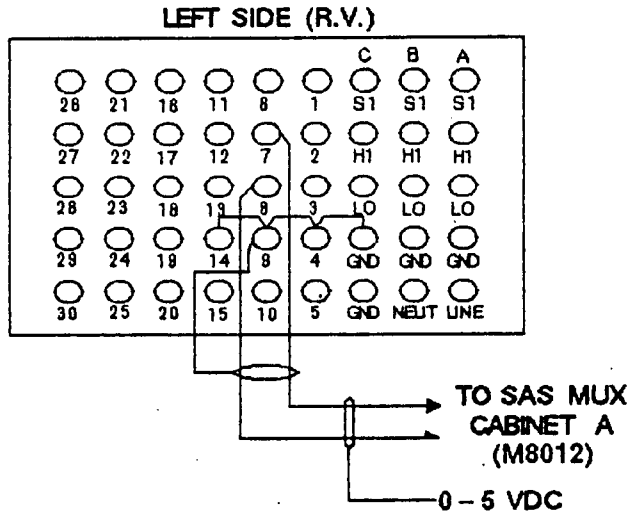 LEFT SIDE (R.V.)
C B A
26 21 16 11 6 1 S1 S1 S1
27 22 17 12 7 2 H1 H1 H1
28 23 18 13 8 3 LO LO LO
29 24 19 14 9 4 GND GND GND
30 25 20 15 10 5 GND NEUT LINE
TO SAS MUX
CABINET A
(M8012)
0 – 5 VDC